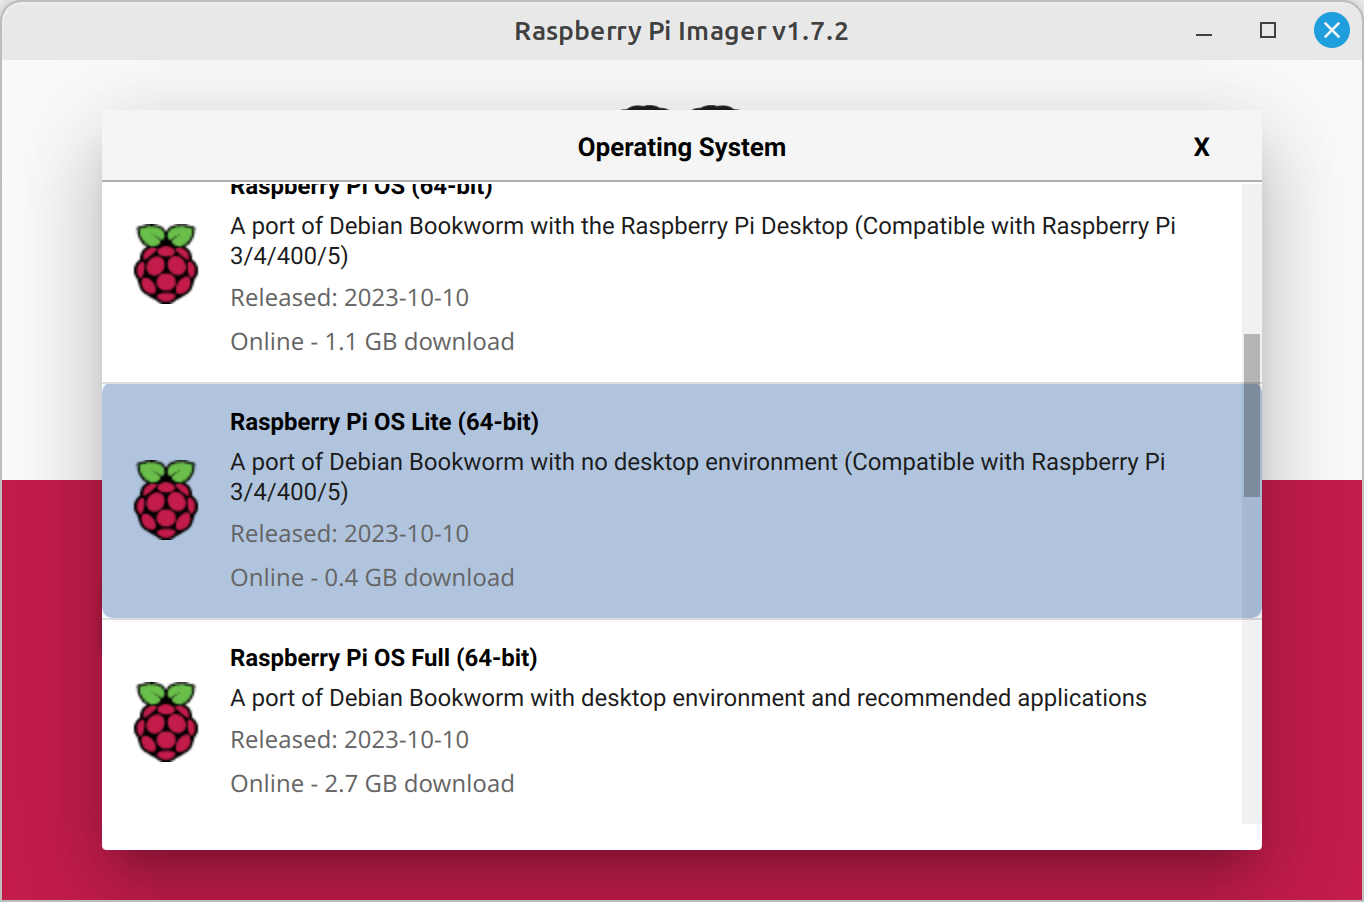 Raspberry Pi Imager v1.7.2
Operating System
X
Raspberry Pi OS (64-bit)
A port of Debian Bookworm with the Raspberry Pi Desktop (Compatible with Raspberry Pi
3/4/400/5)
Released: 2023-10-10
Online - 1.1 GB download
Raspberry Pi OS Lite (64-bit)
A port of Debian Bookworm with no desktop environment (Compatible with Raspberry Pi
3/4/400/5)
Released: 2023-10-10
Online - 0.4 GB download
Raspberry Pi OS Full (64-bit)
A port of Debian Bookworm with desktop environment and recommended applications
Released: 2023-10-10
Online - 2.7 GB download